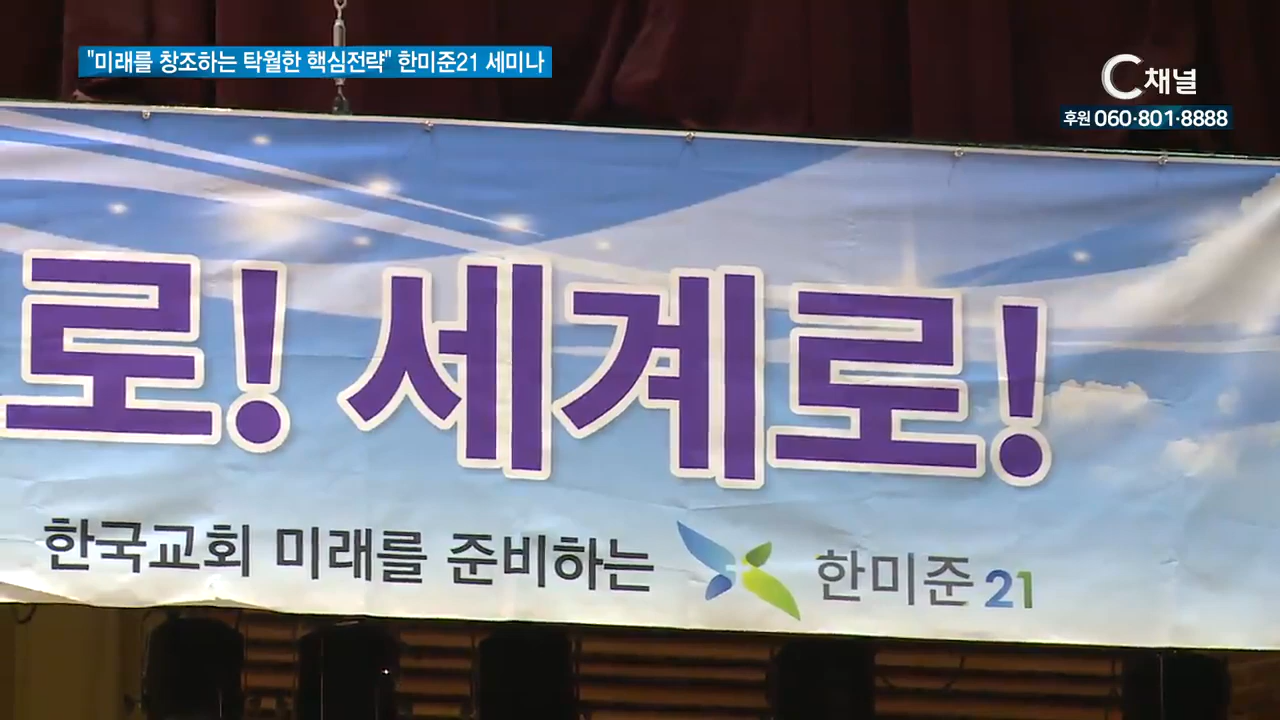 "미래를 창조하는 탁월한 핵심전략" 한미준21 세미나
C채널
후원 060·801·8888
로! 세계로!
한국교회 미래를 준비하는 한미준 21